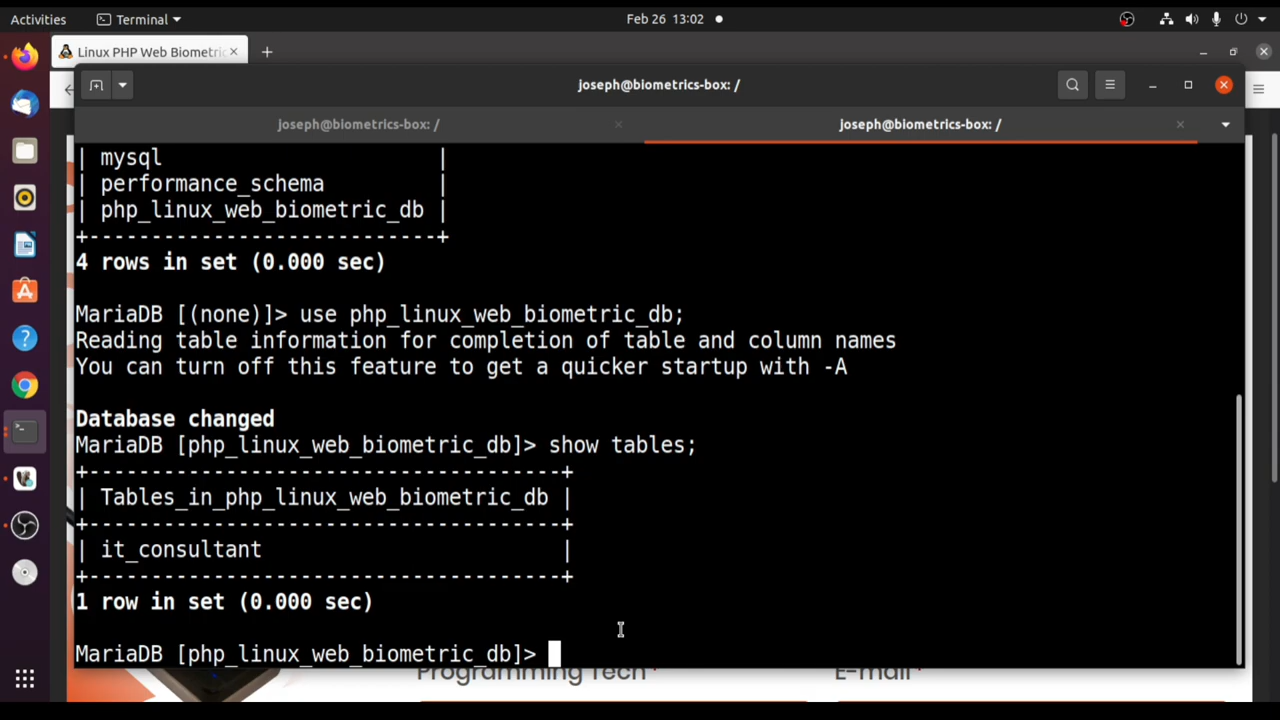 Activities Terminal Feb 26 13:02
Linux PHP Web Biometric
joseph@biometrics-box: /
joseph@biometrics-box: / joseph@biometrics-box: /
| mysql |
| performance_schema |
| php_linux_web_biometric_db |
+----------------------------+
4 rows in set (0.000 sec)
MariaDB [(none)]> use php_linux_web_biometric_db;
Reading table information for completion of table and column names
You can turn off this feature to get a quicker startup with -A
Database changed
MariaDB [php_linux_web_biometric_db]> show tables;
+--------------------------------------+
| Tables_in_php_linux_web_biometric_db |
+--------------------------------------+
| it_consultant |
+--------------------------------------+
1 row in set (0.000 sec)
MariaDB [php_linux_web_biometric_db]>
Programming Tech E-mail